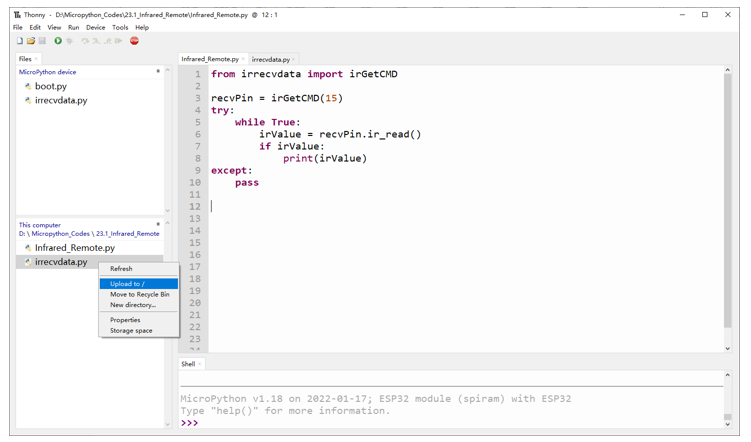 Thonny - D:\Micropython_Codes\23.1_Infrared_Remote\Infrared_Remote.py @ 12 : 1
File Edit View Run Device Tools Help
Files
MicroPython device
boot.py
irrecvdata.py
This computer
D: \ Micropython_Codes \ 23.1_Infrared_Remote
Infrared_Remote.py
irrecvdata.py
Refresh
Upload to /
Move to Recycle Bin
New directory...
Properties
Storage space
Infrared_Remote.py irrecvdata.py
1 from irrecvdata import irGetCMD
2
3 recvPin = irGetCMD(15)
4 try:
5 while True:
6 irValue = recvPin.ir_read()
7 if irValue:
8 print(irValue)
9 except:
10 pass
11
12
13
14
15
16
17
18
19
20
21
22
23
24
Shell
MicroPython v1.18 on 2022-01-17; ESP32 module (spiram) with ESP32
Type "help()" for more information.
>>>